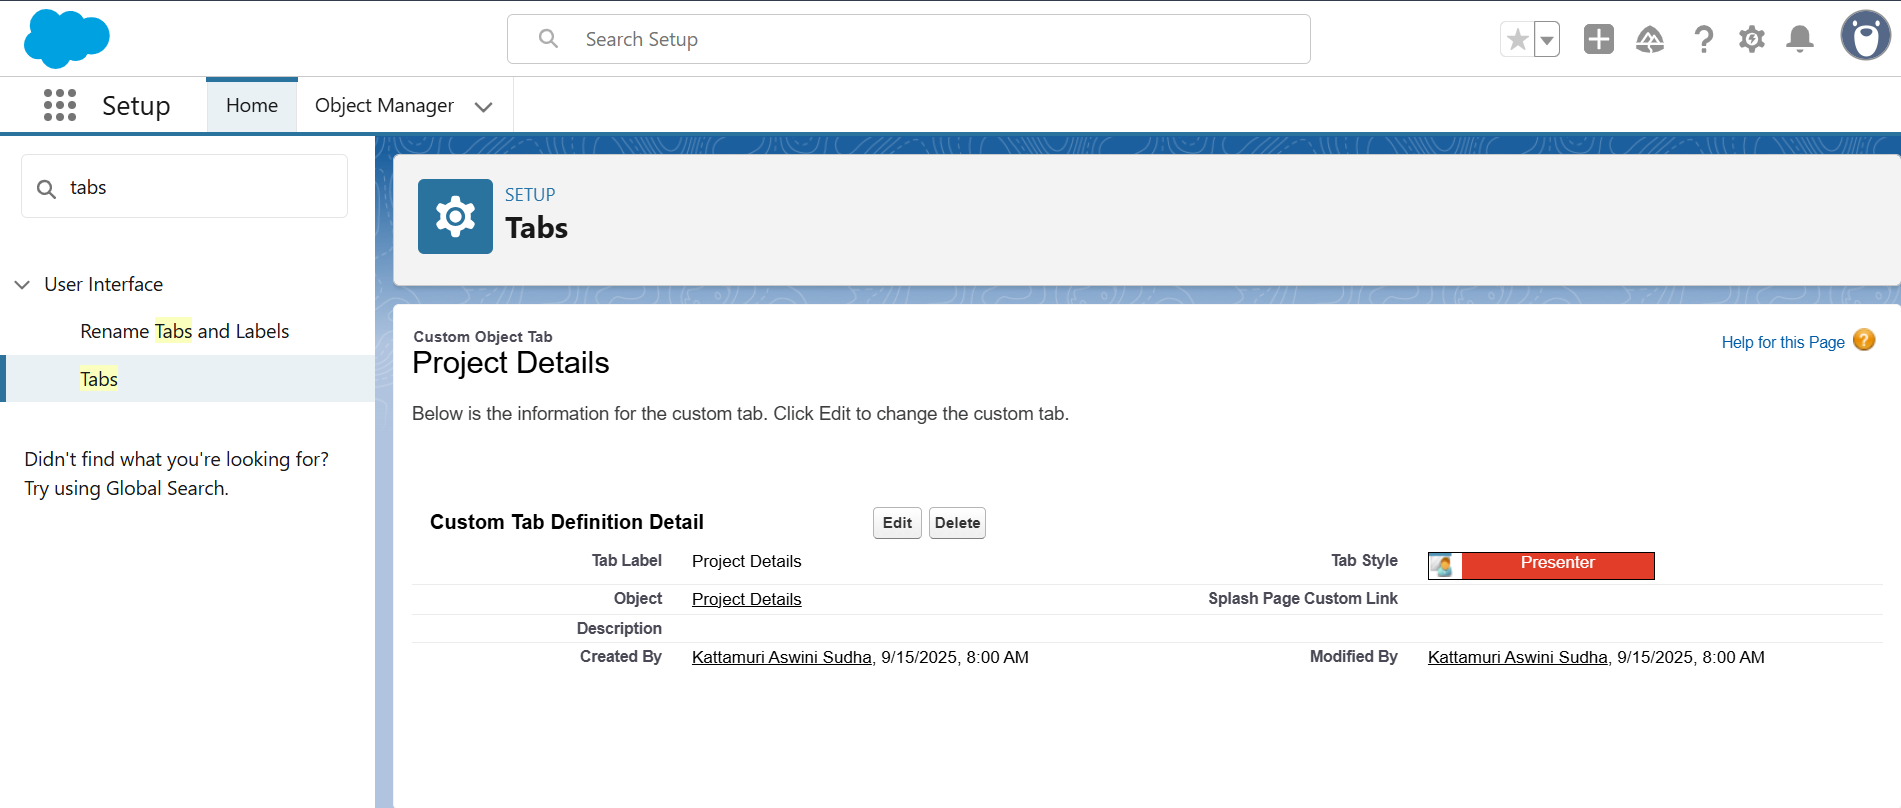 Search Setup
Setup
Home
Object Manager
tabs
User Interface
Rename Tabs and Labels
Tabs
Didn't find what you're looking for?
Try using Global Search.
SETUP
Tabs
Custom Object Tab
Project Details
Help for this Page
Below is the information for the custom tab. Click Edit to change the custom tab.
Custom Tab Definition Detail Edit Delete
Tab Label Project Details Tab Style Presenter
Object Project Details Splash Page Custom Link
Description
Created By Kattamuri Aswini Sudha, 9/15/2025, 8:00 AM Modified By Kattamuri Aswini Sudha, 9/15/2025, 8:00 AM